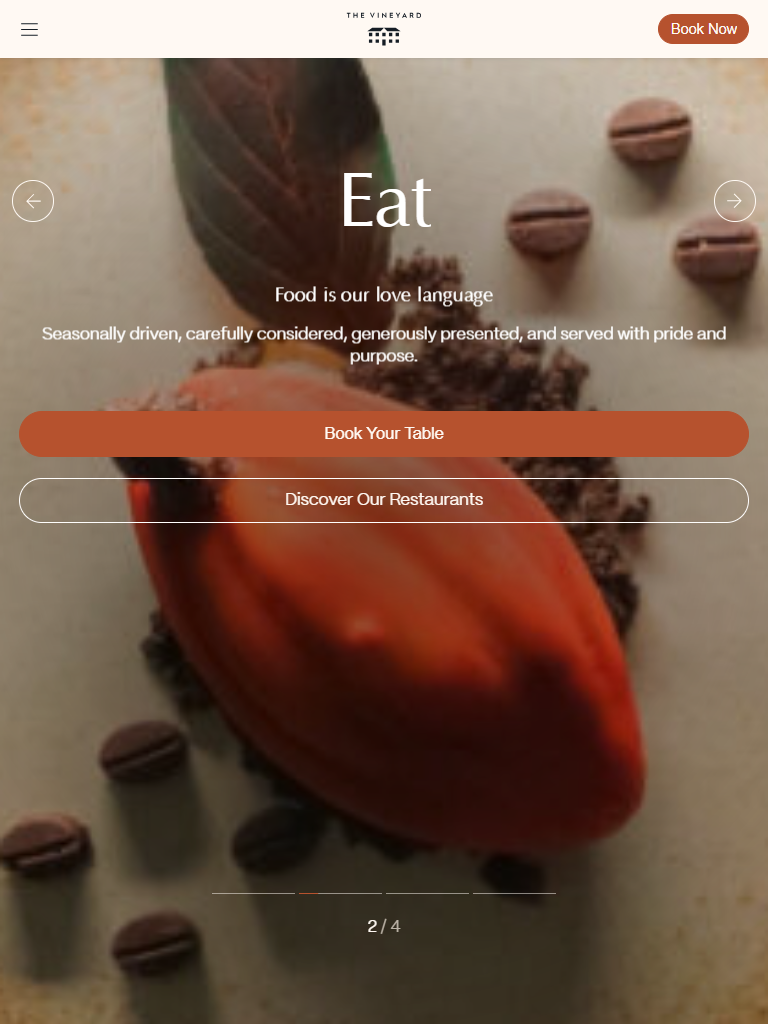 THE VINEYARD
Book Now
Eat
Food is our love language
Seasonally driven, carefully considered, generously presented, and served with pride and
purpose.
Book Your Table
Discover Our Restaurants
2 / 4